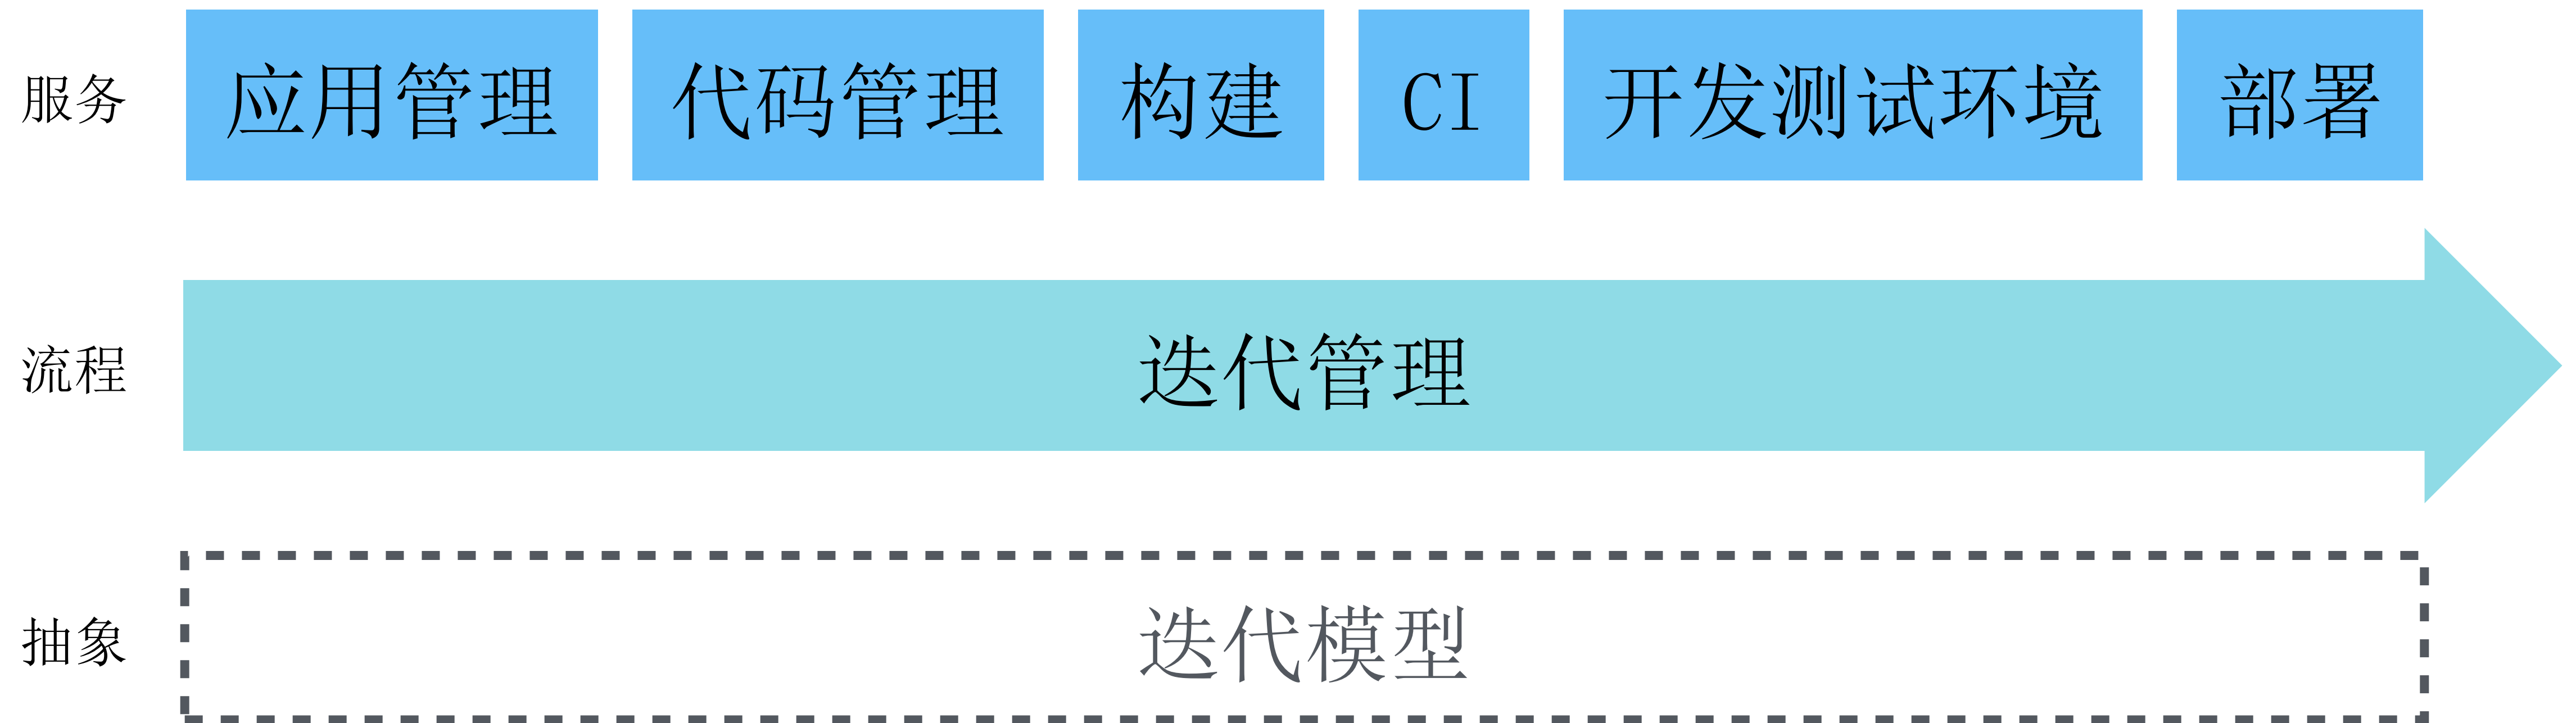 服务 应用管理 代码管理 构建 CI 开发测试环境 部署
流程 迭代管理
抽象 迭代模型